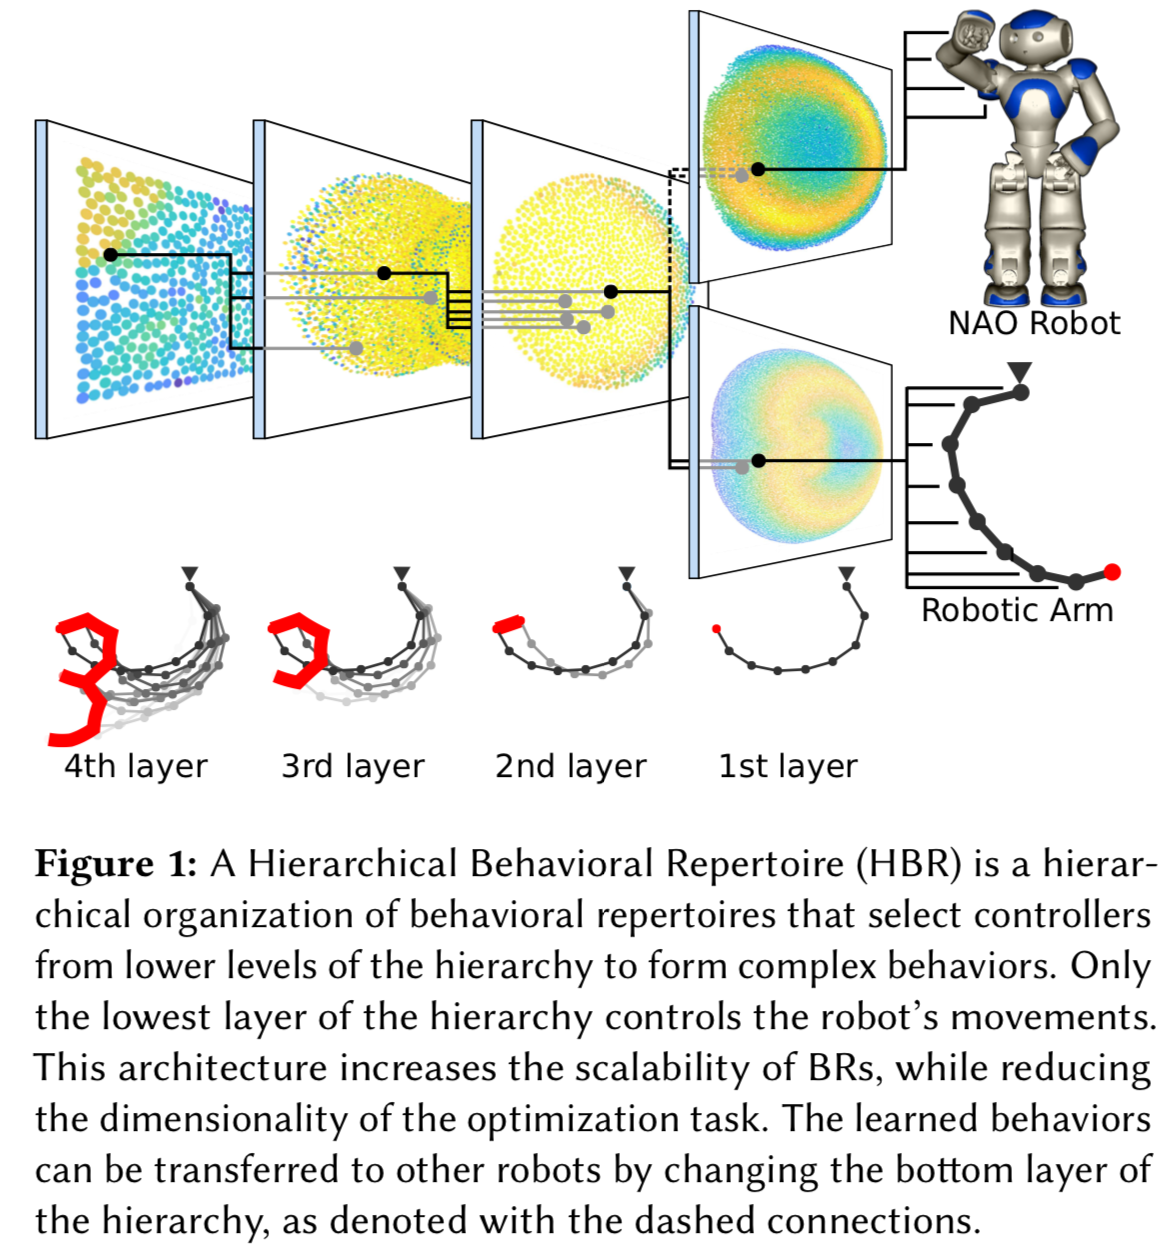 NAO Robot
Robotic Arm
4th layer
3rd layer
2nd layer
1st layer
Figure 1: A Hierarchical Behavioral Repertoire (HBR) is a hierar-
chical organization of behavioral repertoires that select controllers
from lower levels of the hierarchy to form complex behaviors. Only
the lowest layer of the hierarchy controls the robot's movements.
This architecture increases the scalability of BRs, while reducing
the dimensionality of the optimization task. The learned behaviors
can be transferred to other robots by changing the bottom layer of
the hierarchy, as denoted with the dashed connections.